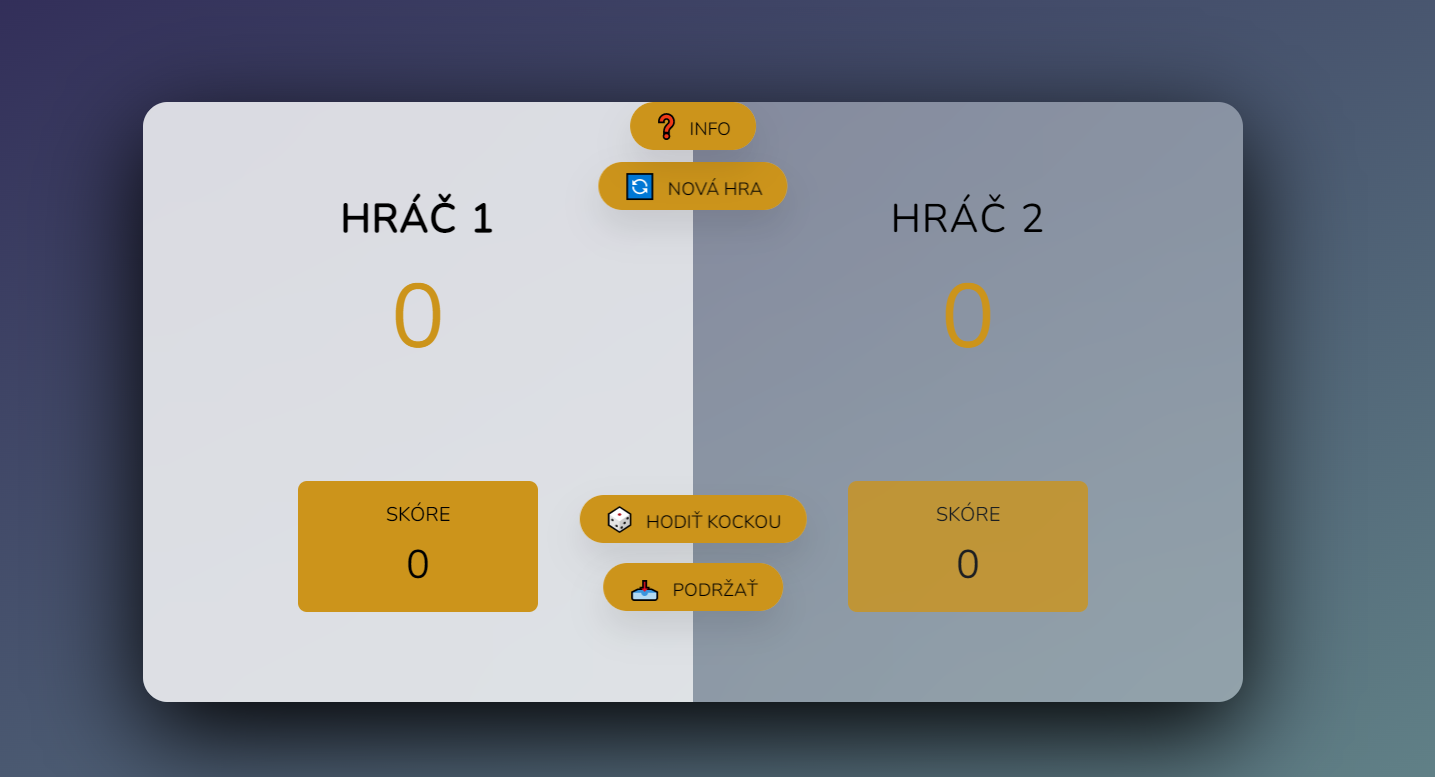 INFO
NOVÁ HRA
HRÁČ 1
0
SKÓRE
0
HRÁČ 2
0
SKÓRE
0
HODIŤ KOCKOU
PODRŽAŤ